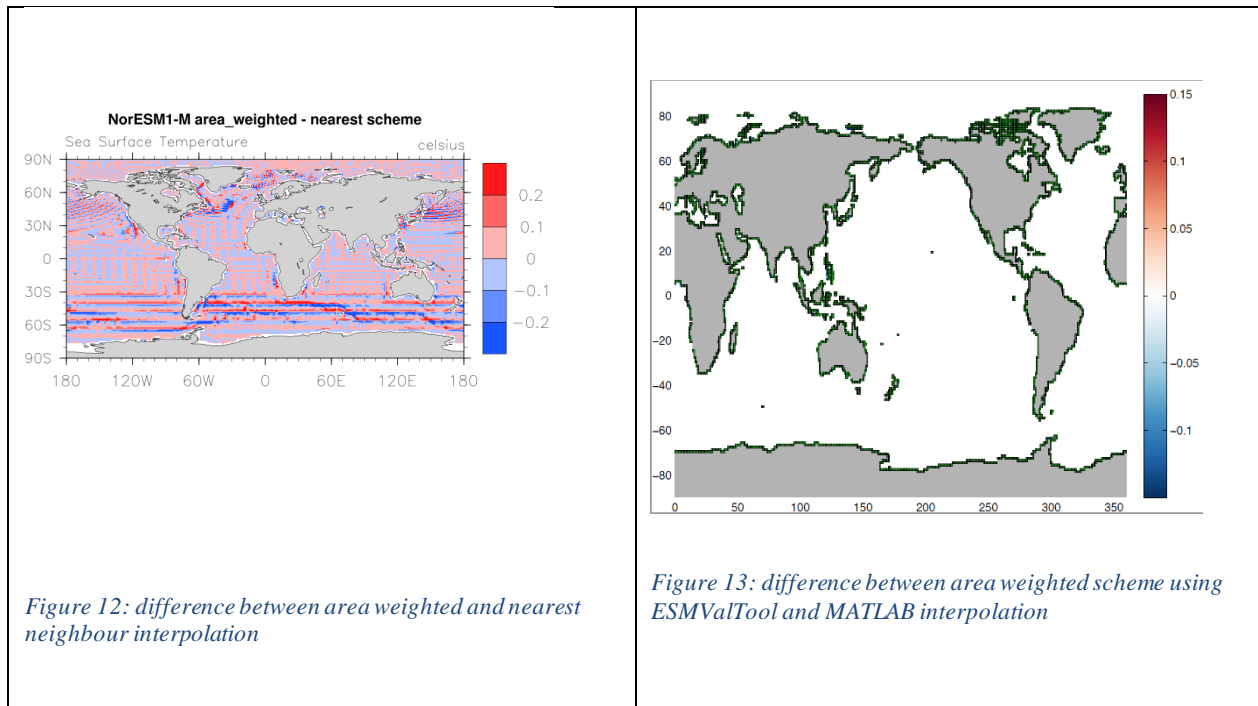 NorESM1-M area_weighted - nearest scheme
Sea Surface Temperature
celsius
90N
60N
30N
0
30S
60S
90S
180
120W
60W
0
60E
120E
180
0.2
0.1
0
−0.1
−0.2
Figure 12: difference between area weighted and nearest
neighbour interpolation
80
60
40
20
0
−20
−40
−60
−80
0
50
100
150
200
250
300
350
0.15
0.1
0.05
0
−0.05
−0.1
Figure 13: difference between area weighted scheme using
ESMValTool and MATLAB interpolation